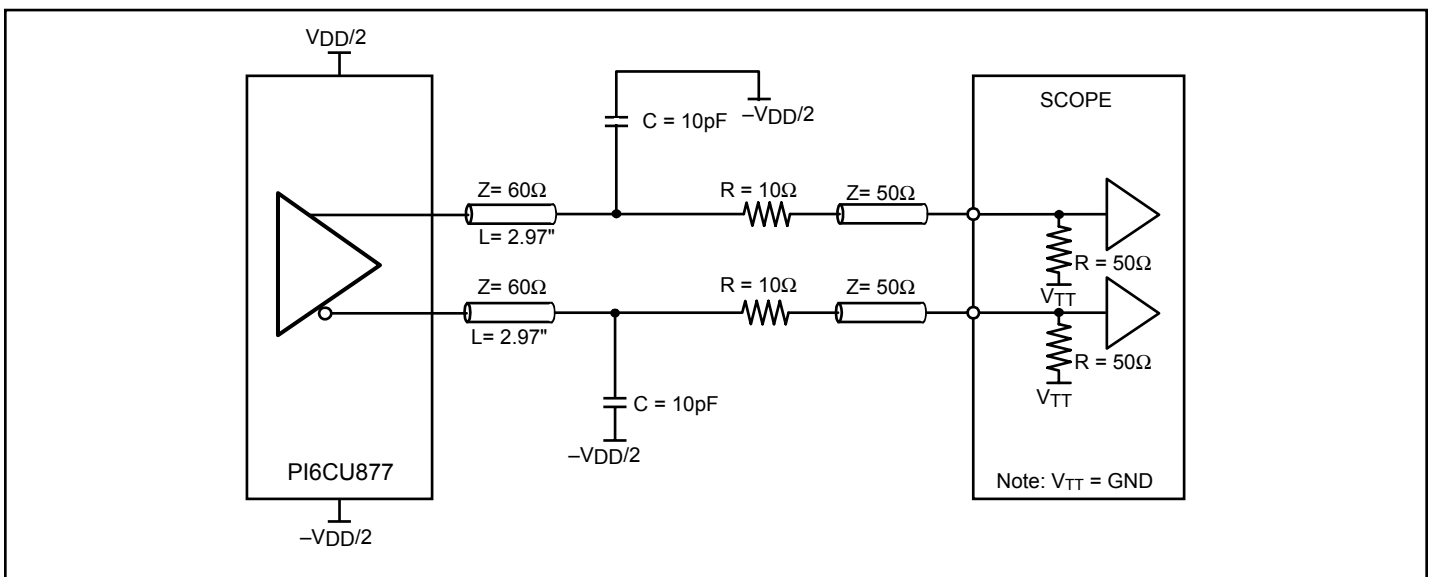 VDD/2
C = 10pF
–VDD/2
SCOPE
Z= 60Ω
R = 10Ω
Z= 50Ω
L= 2.97"
R = 50Ω
VTT
Z= 60Ω
R = 10Ω
Z= 50Ω
L= 2.97"
R = 50Ω
VTT
C = 10pF
–VDD/2
PI6CU877
Note: VTT = GND
–VDD/2